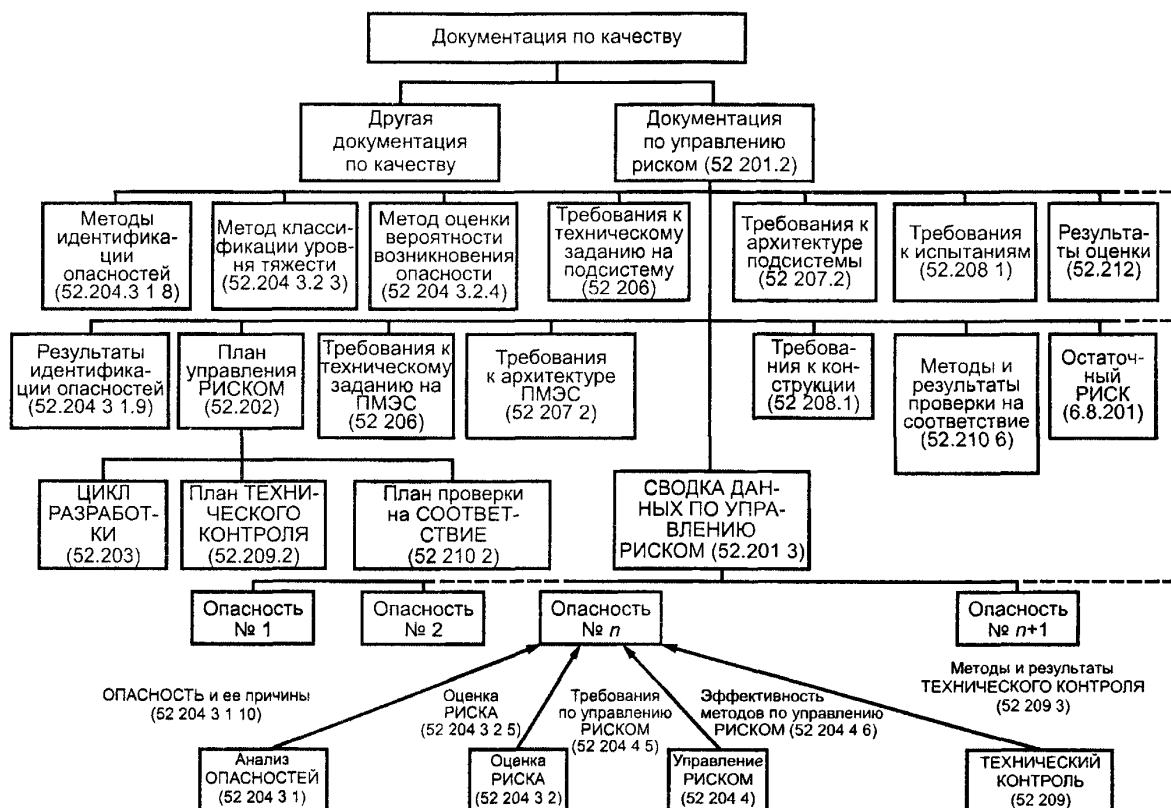 Документация по качеству
Другая
документация
по качеству
Документация
по управлению
риском (52 201.2)
Методы
идентифика-
ции
опасностей
(52.204.3 1 8)
Метод класси-
фикации уров-
ня тяжести
(52.204 3.2 3)
Метод оценки
вероятности
возникновения
опасности
(52 204 3.2.4)
Требования к
техническому
заданию на
подсистему
(52 206)
Требования к
архитектуре
подсистемы
(52 207.2)
Требования
к испытаниям
(52.208 1)
Результа-
ты оценки
(52.212)
Результаты
идентифика-
ции опасностей
(52.204 3 1.9)
План
управления
РИСКОМ
(52.202)
Требования к
техническому
заданию на
ПМЭС
(52 206)
Требования
к архитектуре
ПМЭС
(52 207 2)
Требова-
ния к кон-
струкции
(52 208.1)
Методы и
результаты
проверки на
соответствие
(52.210 6)
Остаточ-
ный
РИСК
(6.8.201)
ЦИКЛ
РАЗРАБОТ-
КИ
(52.203)
План ТЕХНИ-
ЧЕСКОГО
КОНТРОЛЯ
(52.209.2)
План проверки
на СООТВЕТ-
СТВИЕ
(52 210 2)
СВОДКА ДАН-
НЫХ ПО УПРА-
ВЛЕНИЮ
РИСКОМ (52.201 3)
Опасность
№ 1
Опасность
№ 2
Опасность
№ n
Опасность
№ n+1
ОПАСНОСТЬ и ее причины
(52 204 3 1 10)
Оценка
РИСКА
(52 204 3 2 5)
Требования
по управлению
РИСКОМ
(52 204 4 5)
Эффективность
методов по управлению
РИСКОМ (52 204 4 6)
Методы и результаты
ТЕХНИЧЕСКОГО КОНТРОЛЯ
(52 209 3)
Анализ
ОПАСНОСТЕЙ
(52 204 3 1)
Оценка
РИСКА
(52 204 3 2)
Управление
РИСКОМ
(52 204 4)
ТЕХНИЧЕСКИЙ
КОНТРОЛЬ
(52 209)